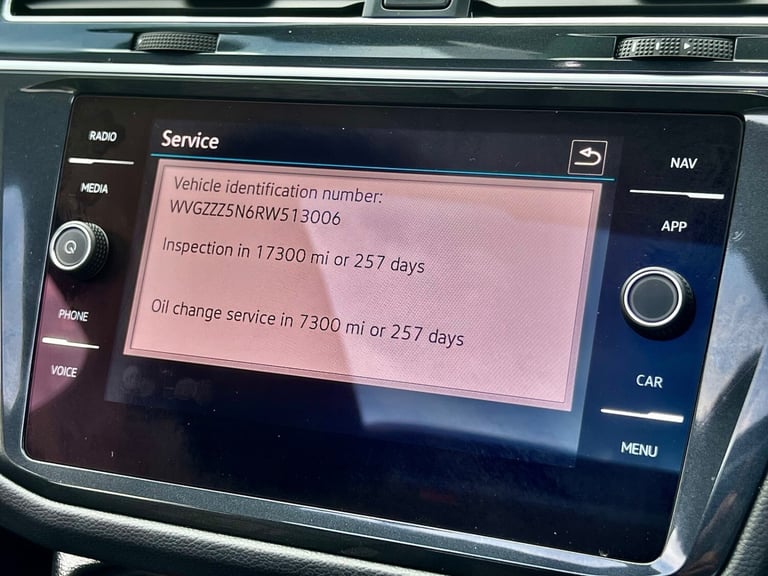 RADIO
MEDIA
PHONE
VOICE
Service
Vehicle identification number:
WVGZZZ5N6RW513006
Inspection in 17300 mi or 257 days
Oil change service in 7300 mi or 257 days
NAV
APP
CAR
MENU